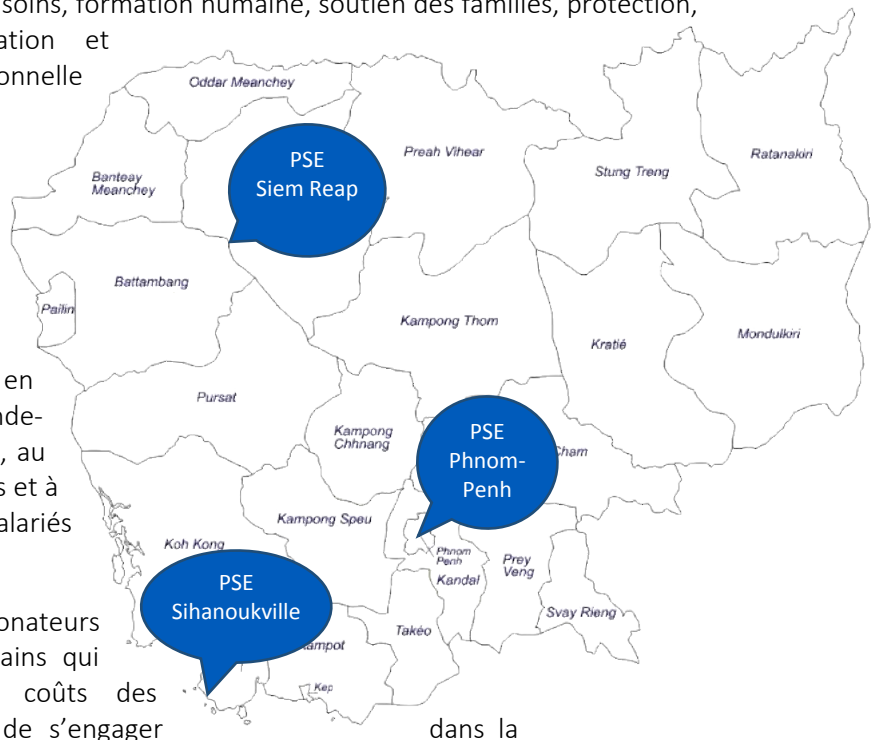 soins, formation humaine, soutien des familles, protection,
ation et
onnelle
Oddar Meanchey
PSE
Siem Reap
Preah Vihear
Stung Treng
Ratanakiri
Banteay
Meanchey
Battambang
Pailin
Kampong Thom
Kratié
Mondulkiri
en
nde-
, au
s et à
alariés
Pursat
Kampong
Chhnang
PSE
Phnom-
Penh
Cham
Kampong Speu
Koh Kong
Phnom
Penh
Kandal
Prey
Veng
Svay Rieng
PSE
Sihanoukville
Takéo
ampot
Kep
onateurs
ains qui
coûts des
de s’engager dans la